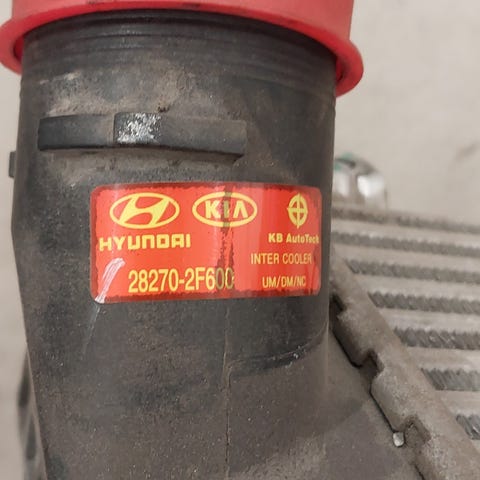 KIA
HYUNDAI
KB AutoTech
INTER COOLER
28270-2F600
UM/DM/NC